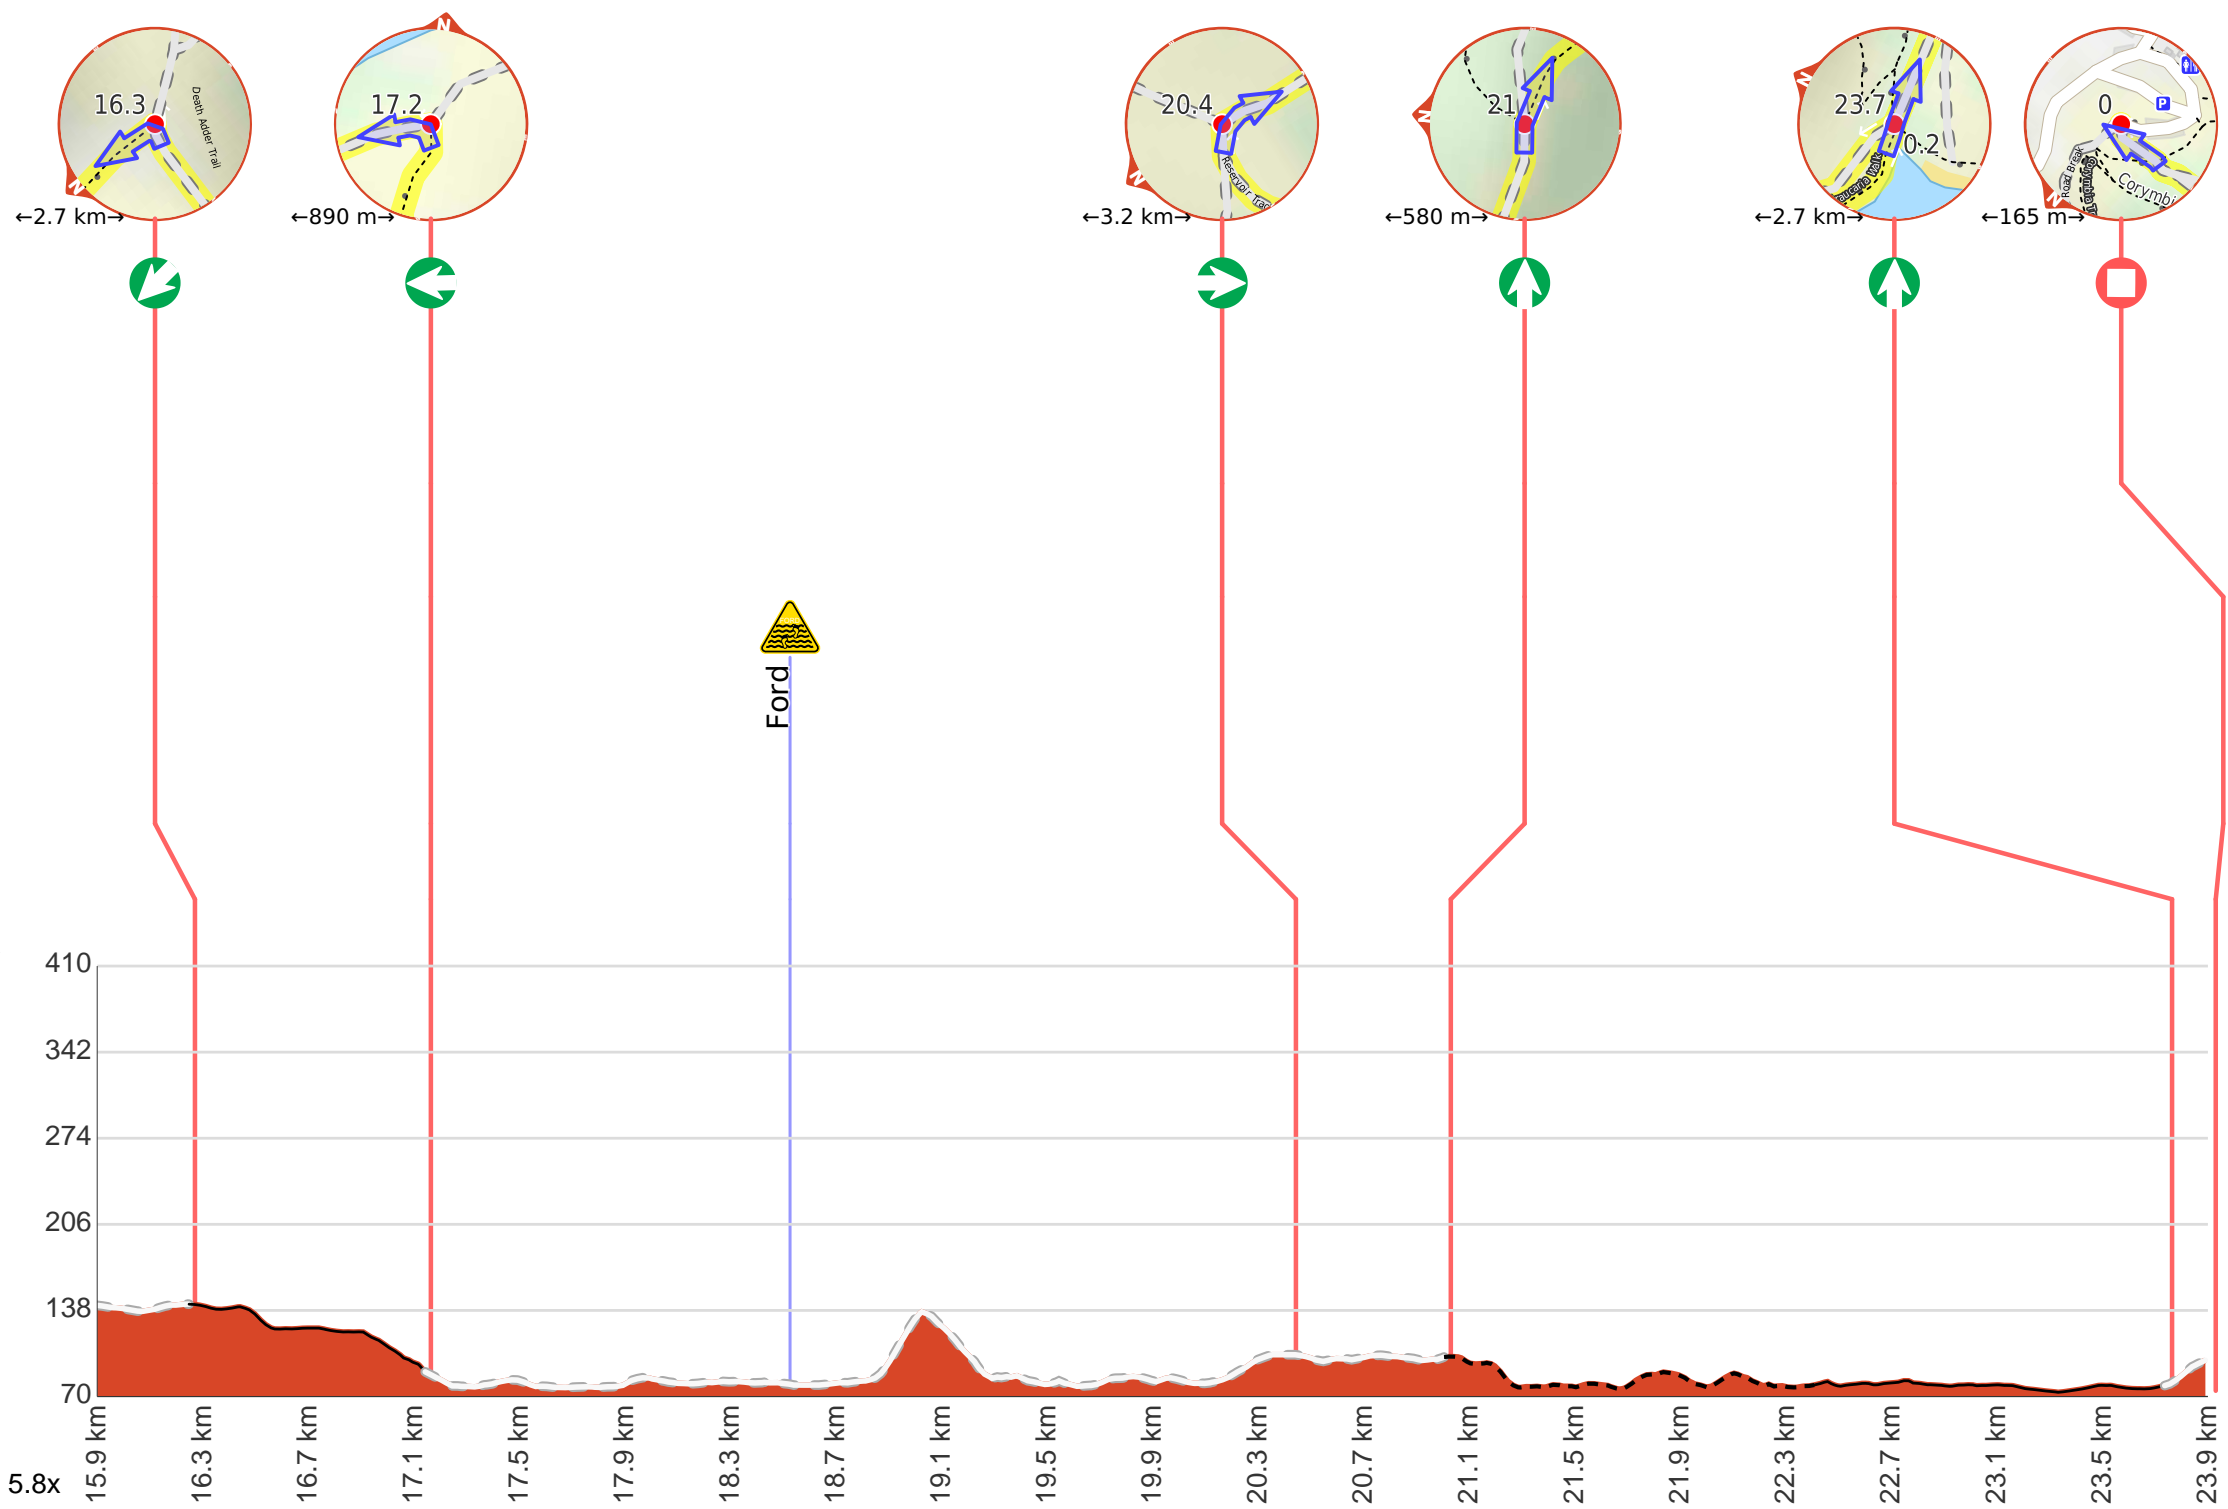 N
16.3
Death Adder Trail
N
17.2
20.4
Reservoir Trac
N
21
N
N
23.7
0.2
aucaria Walk
P
0
Road Break
Corymbi
N
←2.7 km→
←890 m→
←3.2 km→
←580 m→
←2.7 km→
←165 m→
Ford
410
342
274
206
138
70
15.9 km
16.3 km
16.7 km
17.1 km
17.5 km
17.9 km
18.3 km
18.7 km
19.1 km
19.5 km
19.9 km
20.3 km
20.7 km
21.1 km
21.5 km
21.9 km
22.3 km
22.7 km
23.1 km
23.5 km
23.9 km
5.8x